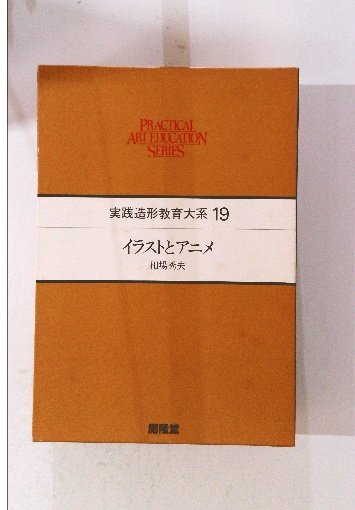 PRACTICAL
ART EDUCATION
SERIES
実践造形教育大系 19
イラストとアニメ
相場秀夫
開隆堂